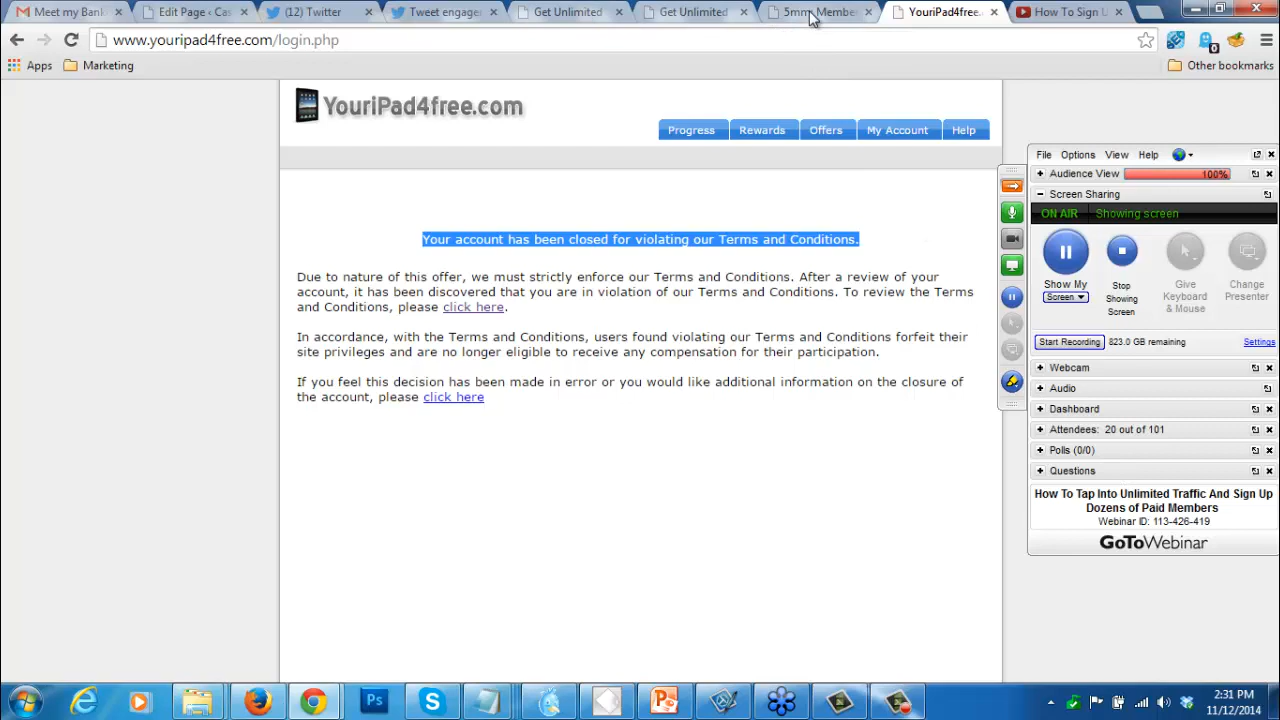 Meet my Bank
Edit Page ‹ Cas
(12) Twitter
Tweet engage
Get Unlimited
Get Unlimited
5mm Membe
YouriPad4free.
How To Sign U
www.youripad4free.com/login.php
0
Apps
Marketing
Other bookmarks
YouriPad4free.com
Progress
Rewards
Offers
My Account
Help
Your account has been closed for violating our Terms and Conditions.
Due to nature of this offer, we must strictly enforce our Terms and Conditions. After a review of your
account, it has been discovered that you are in violation of our Terms and Conditions. To review the Terms
and Conditions, please click here.
In accordance, with the Terms and Conditions, users found violating our Terms and Conditions forfeit their
site privileges and are no longer eligible to receive any compensation for their participation.
If you feel this decision has been made in error or you would like additional information on the closure of
the account, please click here
File Options View Help
Audience View 100%
Screen Sharing
ON AIR Showing screen
Show My
Screen
Stop
Showing
Screen
Give
Keyboard
& Mouse
Change
Presenter
Start Recording 823.0 GB remaining Settings
Webcam
Audio
Dashboard
Attendees: 20 out of 101
Polls (0/0)
Questions
How To Tap Into Unlimited Traffic And Sign Up
Dozens of Paid Members
Webinar ID: 113-426-419
GoToWebinar
Ps
2:31 PM
11/12/2014